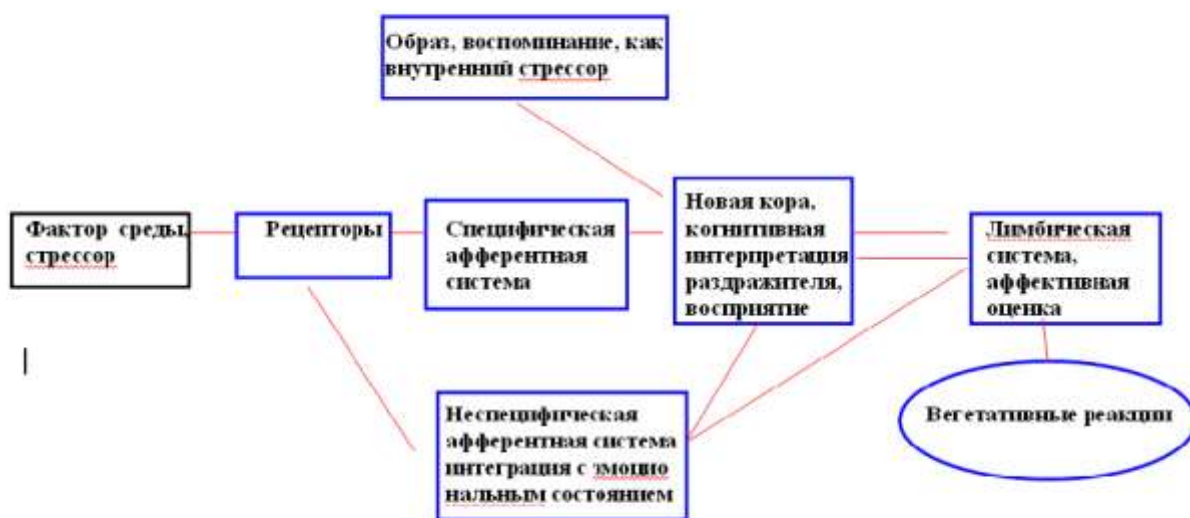 Образ, воспоминание, как
внутренний стрессор
Фактор среды,
стрессор
Рецепторы
Специфическая
афферентная
система
Новая кора,
когнитивная
интерпретация
раздражителя,
восприятие
Лимбическая
система,
аффективная
оценка
Неспецифическая
афферентная система
интеграция с эмоцио
нальным состоянием
Вегетативные реакции